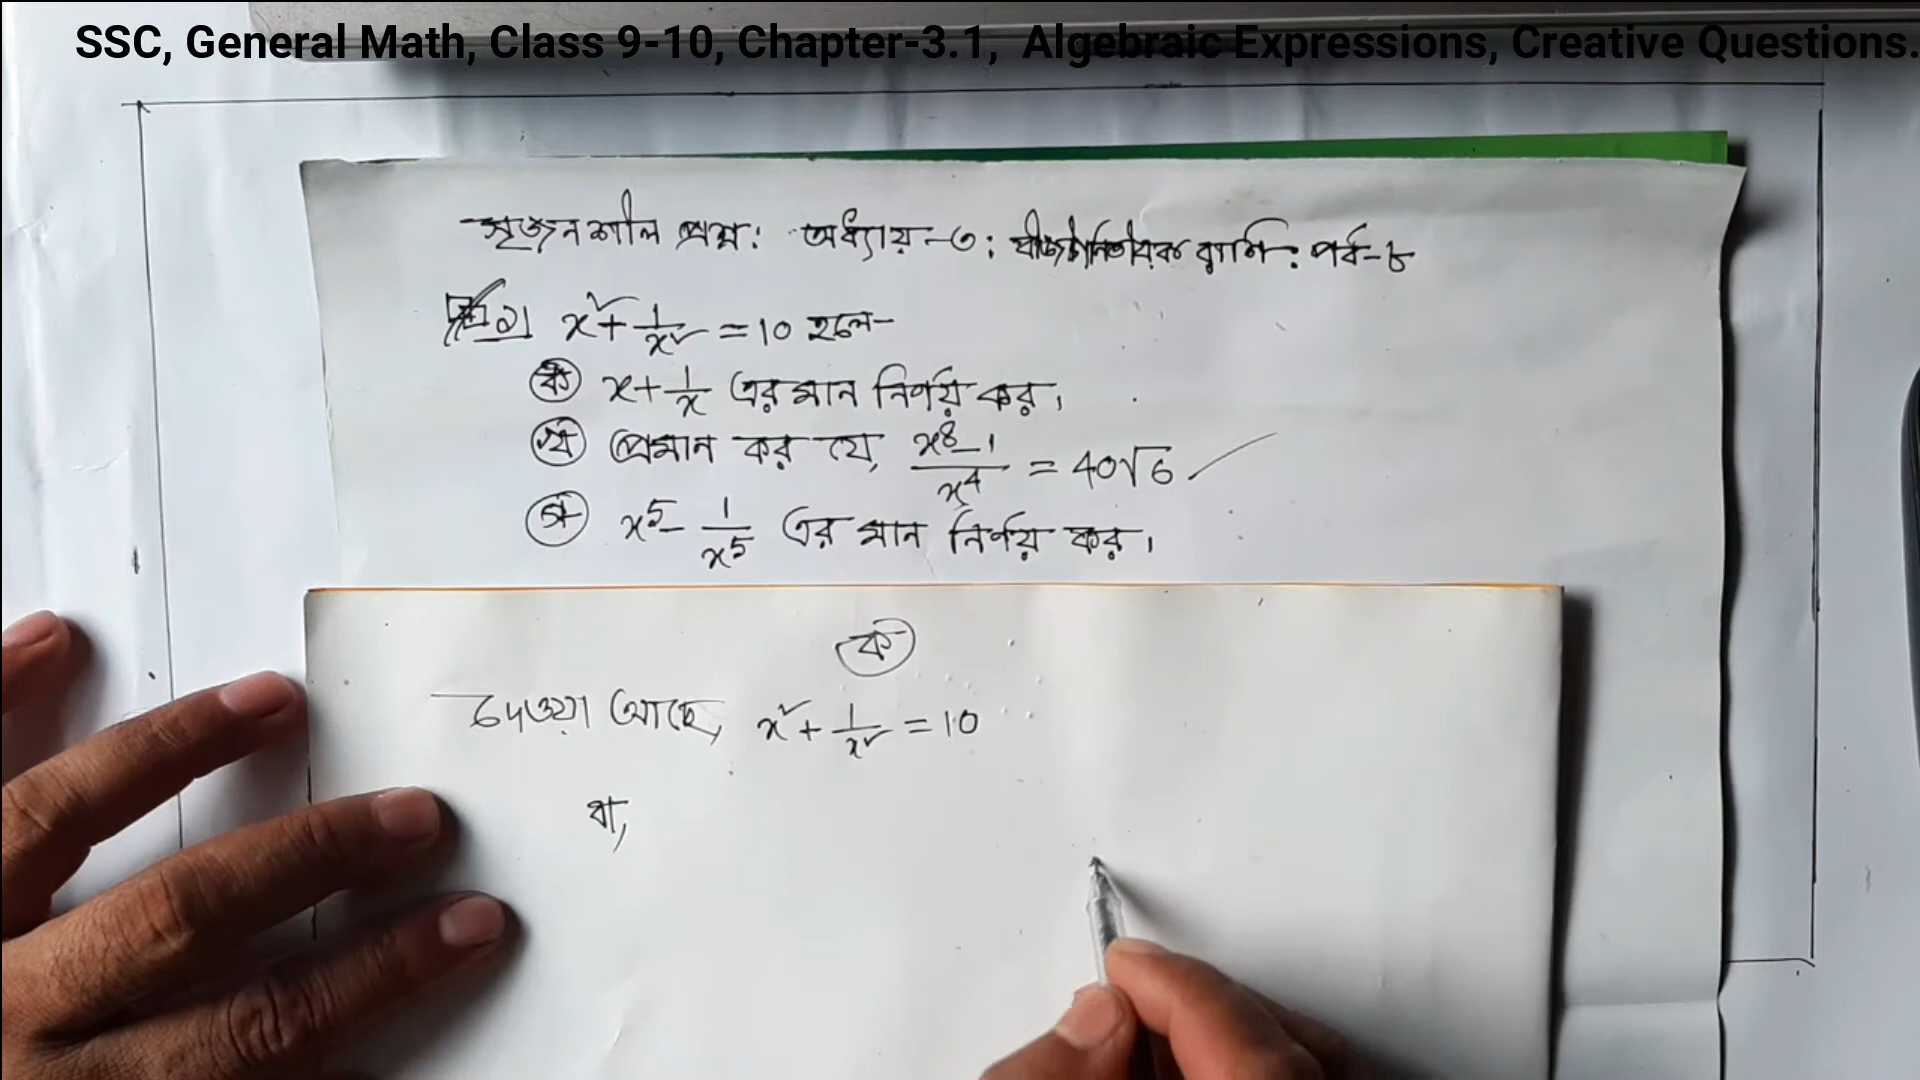 SSC, General Math, Class 9-10, Chapter-3.1, Algebraic Expressions, Creative Questions.
সৃজনশীল প্রশ্ন: অধ্যায়-৩: বীজগাণিতিক রাশি: পর্ব-৮
২। x² + 1/x² = 10 হলে-
ক x + 1/x এর মান নির্ণয় কর।
খ প্রমান কর যে, (x⁸-1)/x⁴ = 40√6
গ x⁵ - 1/x⁵ এর মান নির্ণয় কর।
ক
দেওয়া আছে, x² + 1/x² = 10
বা,